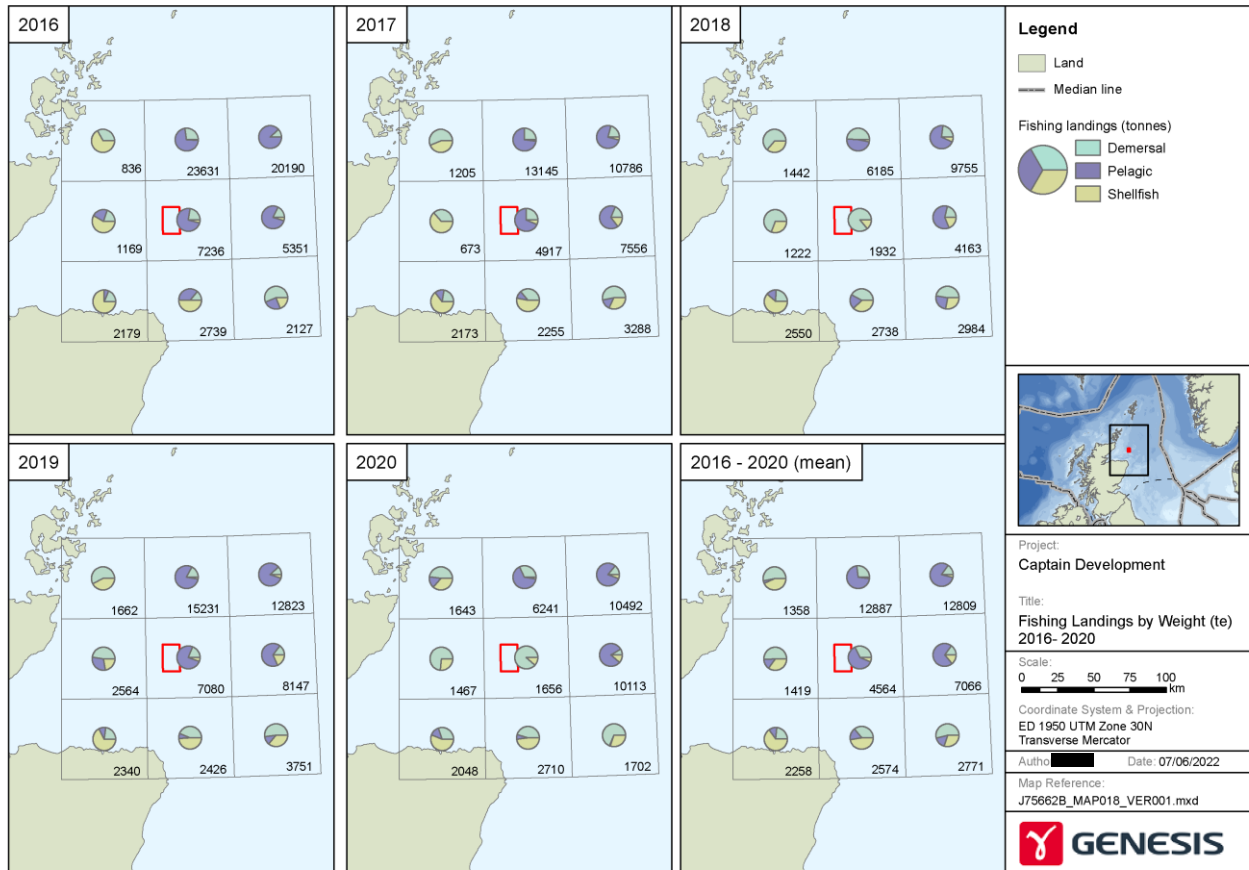 2016
836
23631
20190
1169
7236
5351
2179
2739
2127
2017
1205
13145
10786
673
4917
7556
2173
2255
3288
2018
1442
6185
9755
1222
1932
4163
2550
2738
2984
2019
1662
15231
12823
2564
7080
8147
2340
2426
3751
2020
1643
6241
10492
1467
1656
10113
2048
2710
1702
2016 - 2020 (mean)
1358
12887
12809
1419
4564
7066
2258
2574
2771
Legend
Land
Median line
Fishing landings (tonnes)
Demersal
Pelagic
Shellfish
Project:
Captain Development
Title:
Fishing Landings by Weight (te)
2016- 2020
Scale:
0 25 50 75 100
km
Coordinate System & Projection:
ED 1950 UTM Zone 30N
Transverse Mercator
Autho Date: 07/06/2022
Map Reference:
J75662B_MAP018_VER001.mxd
GENESIS